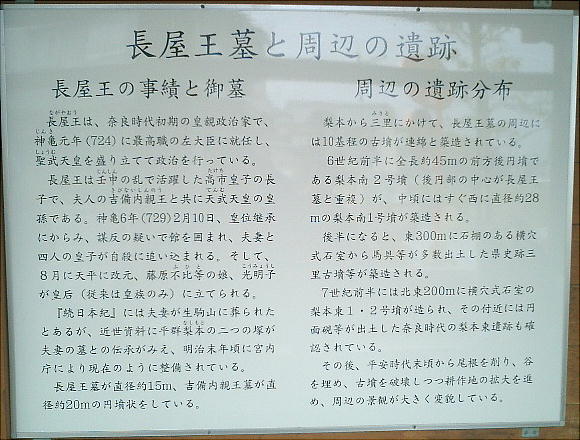 長屋王墓と周辺の遺跡
長屋王の事績と御墓
長屋王は、奈良時代初期の皇親政治家で、
神亀元年(724)に最高職の左大臣に就任し、
聖武天皇を盛り立てて政治を行っている。
長屋王は壬申の乱で活躍した高市皇子の長
子で、夫人の吉備内親王と共に天武天皇の皇
孫である。神亀6年(729)2月10日、皇位継承
にからみ、謀反の疑いで館を囲まれ、夫妻と
四人の皇子が自殺に追い込まれる。そして、
8月に天平に改元、藤原不比等の娘、光明子
が皇后(従来は皇族のみ)に立てられる。
『続日本紀』には夫妻が生駒山に葬られた
とあるが、近世資料に平群梨本の二つの塚が
夫妻の墓との伝承がみえ、明治末年頃に宮内
庁により現在のように整備されている。
長屋王墓が直径約15m、吉備内親王墓が直
径約20mの円墳状をしている。
周辺の遺跡分布
梨本から三里にかけて、長屋王墓の周辺に
は10基程の古墳が連綿と築造されている。
6世紀前半に全長約45mの前方後円墳で
ある梨本南2号墳(後円部の中心が長屋王
墓と重複)が、中頃にはすぐ西に直径約28
mの梨本南1号墳が築造される。
後半になると、東300mに石棚のある横穴
式石室から馬具等が多数出土した県史跡三
里古墳等が築造される。
7世紀前半には北東200mに横穴式石室の
梨本東1・2号墳が造られ、その付近には円
面硯等が出土した奈良時代の梨本東遺跡も確
認されている。
その後、平安時代末頃から尾根を削り、谷
を埋め、古墳を破壊しつつ耕作地の拡大を進
め、周辺の景観が大きく変貌している。